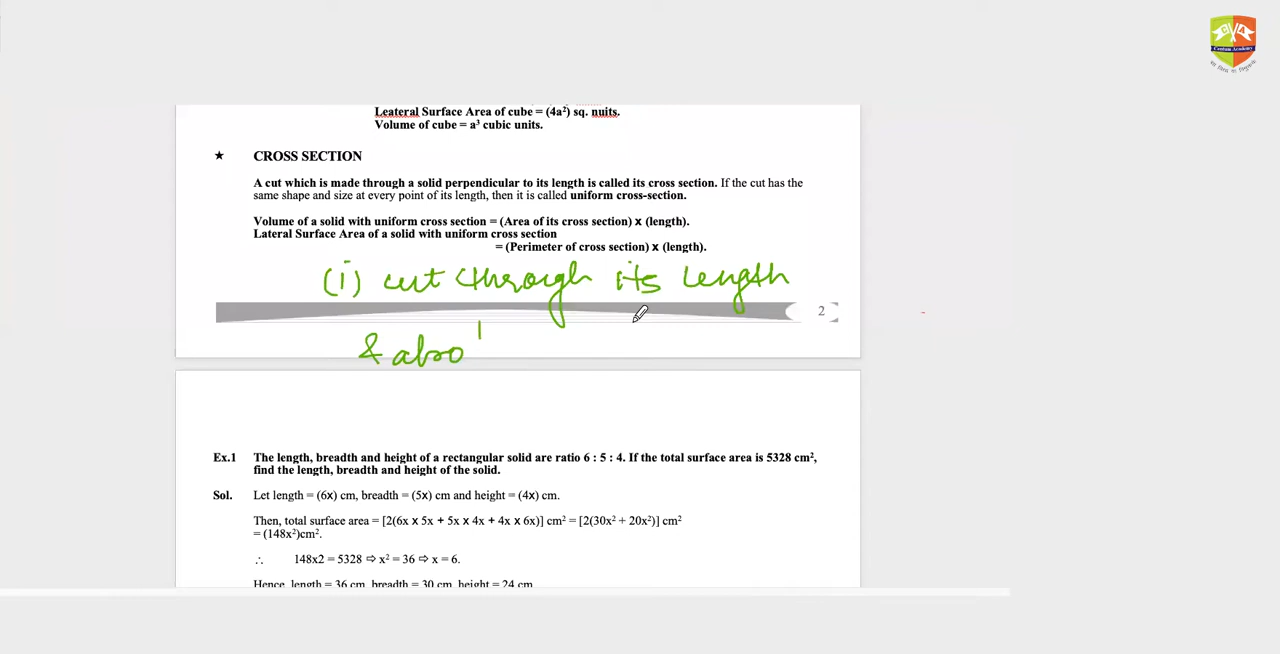 Centum Academy
Leateral Surface Area of cube = (4a²) sq. nuits.
Volume of cube = a³ cubic units.
★ CROSS SECTION
A cut which is made through a solid perpendicular to its length is called its cross section. If the cut has the
same shape and size at every point of its length, then it is called uniform cross-section.
Volume of a solid with uniform cross section = (Area of its cross section) x (length).
Lateral Surface Area of a solid with uniform cross section
= (Perimeter of cross section) x (length).
(i) cut through its length
2
& also
Ex.1 The length, breadth and height of a rectangular solid are ratio 6 : 5 : 4. If the total surface area is 5328 cm²,
find the length, breadth and height of the solid.
Sol. Let length = (6x) cm, breadth = (5x) cm and height = (4x) cm.
Then, total surface area = [2(6x x 5x + 5x x 4x + 4x x 6x)] cm² = [2(30x² + 20x²)] cm²
= (148x²)cm².
∴ 148x2 = 5328 ⇨ x² = 36 ⇨ x = 6.
Hence, length = 36 cm, breadth = 30 cm, height = 24 cm